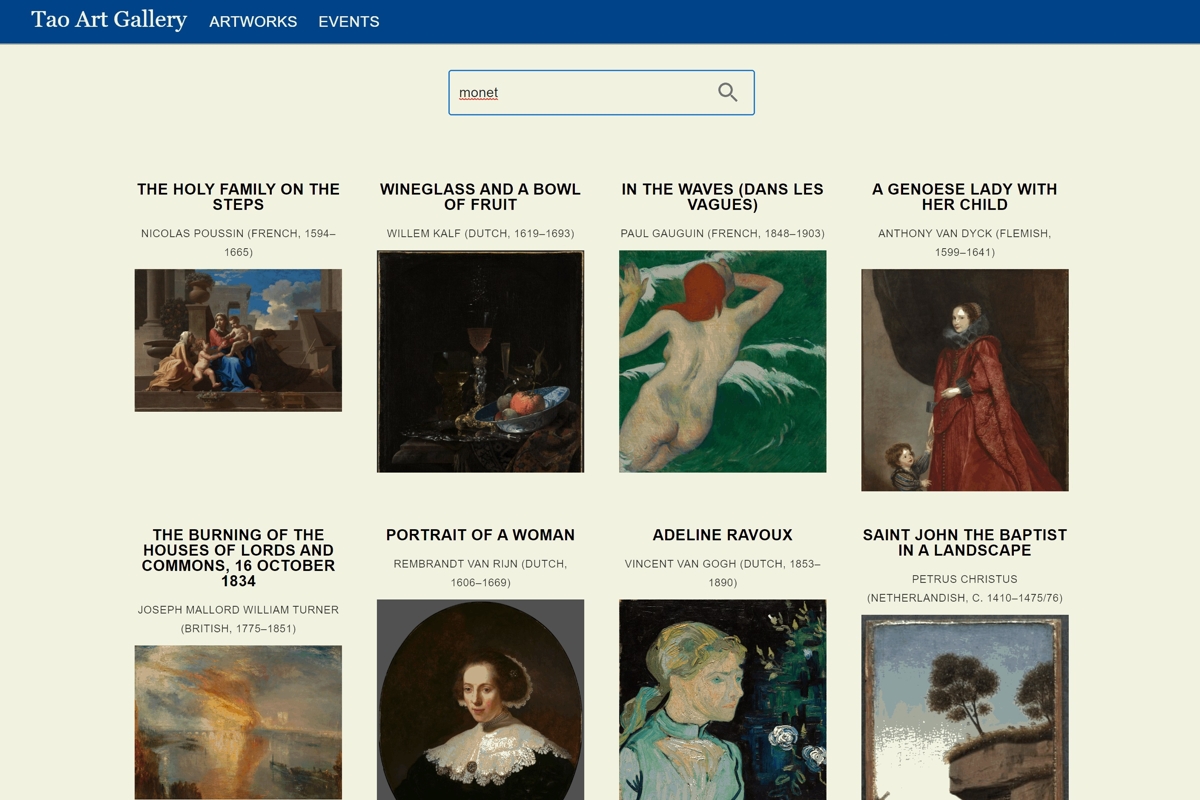 Tao Art Gallery ARTWORKS EVENTS
monet
THE HOLY FAMILY ON THE
STEPS
NICOLAS POUSSIN (FRENCH, 1594–
1665)
WINEGLASS AND A BOWL
OF FRUIT
WILLEM KALF (DUTCH, 1619–1693)
IN THE WAVES (DANS LES
VAGUES)
PAUL GAUGUIN (FRENCH, 1848–1903)
A GENOESE LADY WITH
HER CHILD
ANTHONY VAN DYCK (FLEMISH,
1599–1641)
THE BURNING OF THE
HOUSES OF LORDS AND
COMMONS, 16 OCTOBER
1834
JOSEPH MALLORD WILLIAM TURNER
(BRITISH, 1775–1851)
PORTRAIT OF A WOMAN
REMBRANDT VAN RIJN (DUTCH,
1606–1669)
ADELINE RAVOUX
VINCENT VAN GOGH (DUTCH, 1853–
1890)
SAINT JOHN THE BAPTIST
IN A LANDSCAPE
PETRUS CHRISTUS
(NETHERLANDISH, C. 1410–1475/76)